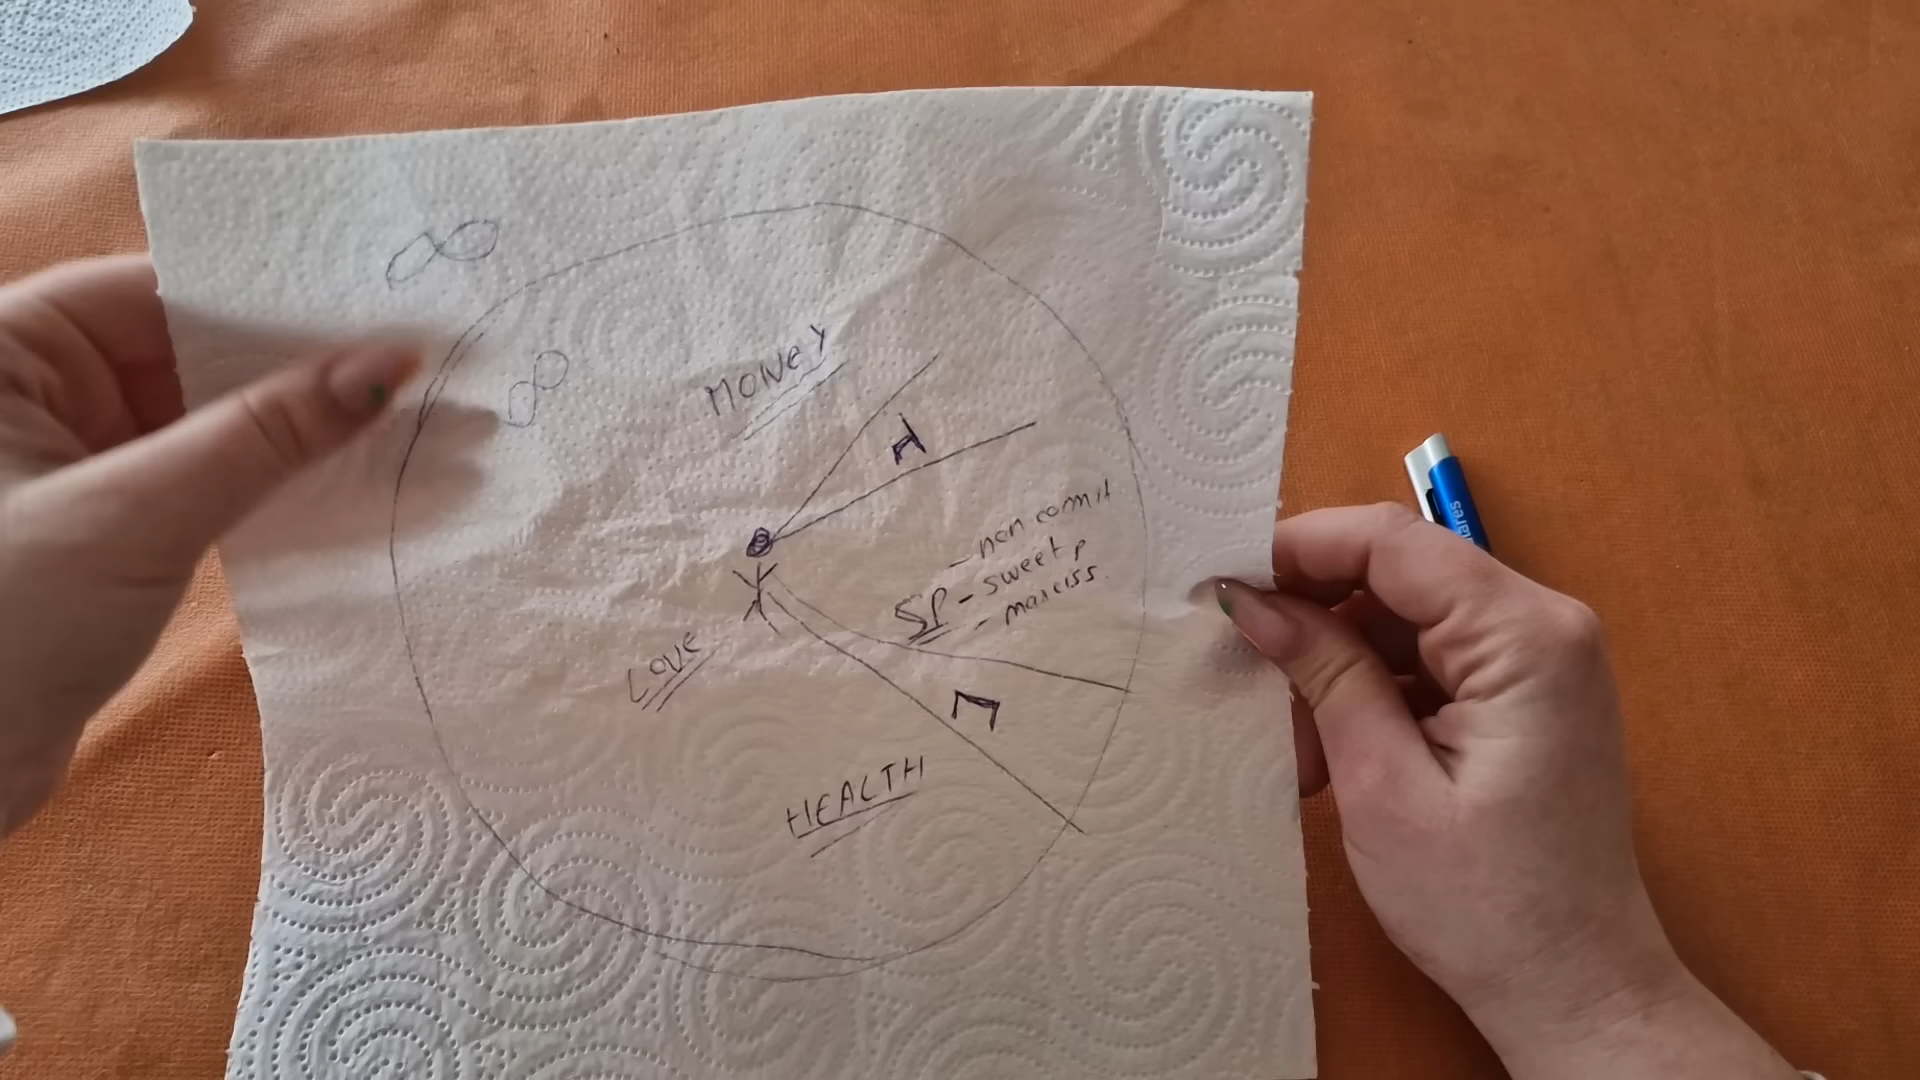 ∞
∞
MONEY
A
- non commit.
SP - sweet p
- narciss.
LOVE
HEALTH